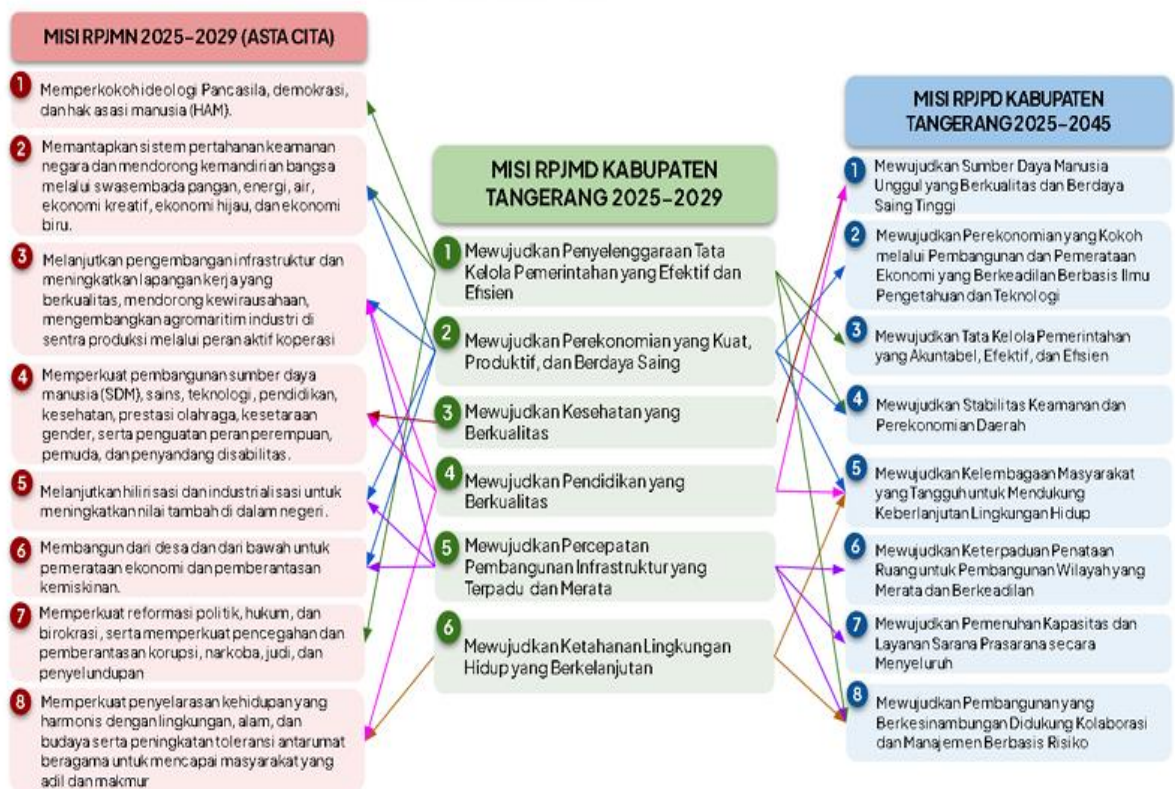 MISI RPJMN 2025-2029 (ASTA CITA)
1
Memperkokoh ideologi Pancasila, demokrasi,
dan hak asasi manusia (HAM).
2
Memantapkan sistem pertahanan keamanan
negara dan mendorong kemandirian bangsa
melalui swasembada pangan, energi, air,
ekonomi kreatif, ekonomi hijau, dan ekonomi
biru.
3
Melanjutkan pengembangan infrastruktur dan
meningkatkan lapangan kerja yang
berkualitas, mendorong kewirausahaan,
mengembangkan agromaritim industri di
sentra produksi melalui peran aktif koperasi
4
Memperkuat pembangunan sumber daya
manusia (SDM), sains, teknologi, pendidikan,
kesehatan, prestasi olahraga, kesetaraan
gender, serta penguatan peran perempuan,
pemuda, dan penyandang disabilitas.
5
Melanjutkan hilirisasi dan industrialisasi untuk
meningkatkan nilai tambah di dalam negeri.
6
Membangun dari desa dan dari bawah untuk
pemerataan ekonomi dan pemberantasan
kemiskinan.
7
Memperkuat reformasi politik, hukum, dan
birokrasi, serta memperkuat pencegahan dan
pemberantasan korupsi, narkoba, judi, dan
penyelundupan
8
Memperkuat penyelarasan kehidupan yang
harmonis dengan lingkungan, alam, dan
budaya serta peningkatan toleransi antarumat
beragama untuk mencapai masyarakat yang
adil dan makmur
MISI RPJMD KABUPATEN
TANGERANG 2025-2029
1
Mewujudkan Penyelenggaraan Tata
Kelola Pemerintahan yang Efektif dan
Efisien
2
Mewujudkan Perekonomian yang Kuat,
Produktif, dan Berdaya Saing
3
Mewujudkan Kesehatan yang
Berkualitas
4
Mewujudkan Pendidikan yang
Berkualitas
5
Mewujudkan Percepatan
Pembangunan Infrastruktur yang
Terpadu dan Merata
6
Mewujudkan Ketahanan Lingkungan
Hidup yang Berkelanjutan
MISI RPJPD KABUPATEN
TANGERANG 2025-2045
1
Mewujudkan Sumber Daya Manusia
Unggul yang Berkualitas dan Berdaya
Saing Tinggi
2
Mewujudkan Perekonomian yang Kokoh
melalui Pembangunan dan Pemerataan
Ekonomi yang Berkeadilan Berbasis Ilmu
Pengetahuan dan Teknologi
3
Mewujudkan Tata Kelola Pemerintahan
yang Akuntabel, Efektif, dan Efisien
4
Mewujudkan Stabilitas Keamanan dan
Perekonomian Daerah
5
Mewujudkan Kelembagaan Masyarakat
yang Tangguh untuk Mendukung
Keberlanjutan Lingkungan Hidup
6
Mewujudkan Keterpaduan Penataan
Ruang untuk Pembangunan Wilayah yang
Merata dan Berkeadilan
7
Mewujudkan Pemenuhan Kapasitas dan
Layanan Sarana Prasarana secara
Menyeluruh
8
Mewujudkan Pembangunan yang
Berkesinambungan Didukung Kolaborasi
dan Manajemen Berbasis Risiko